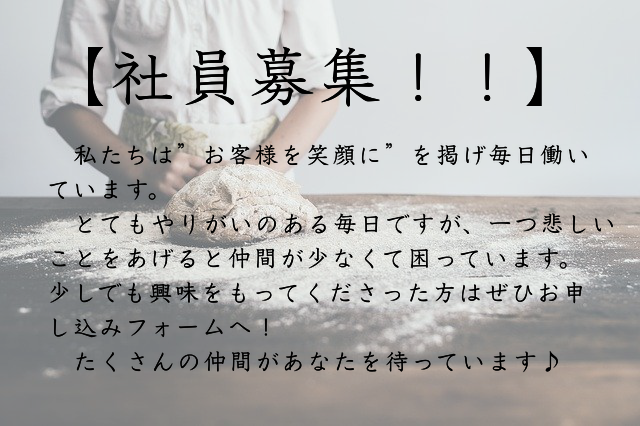 【社員募集！！】
　私たちは”お客様を笑顔に”を掲げ毎日働い
ています。
　とてもやりがいのある毎日ですが、一つ悲しい
ことをあげると仲間が少なくて困っています。
少しでも興味をもってくださった方はぜひお申
し込みフォームへ！
　たくさんの仲間があなたを待っています♪